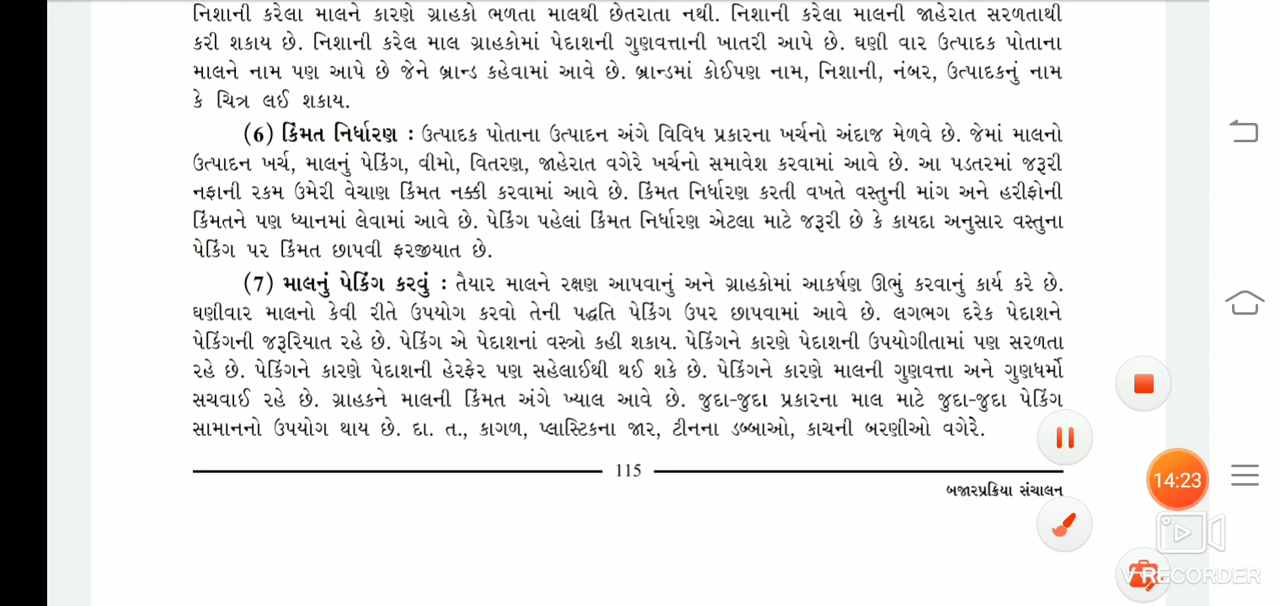 નિશાની કરેલા માલને કારણે ગ્રાહકો ભળતા માલથી છેતરાતા નથી. નિશાની કરેલા માલની જાહેરાત સરળતાથી
કરી શકાય છે. નિશાની કરેલ માલ ગ્રાહકોમાં પેદાશની ગુણવત્તાની ખાતરી આપે છે. ઘણી વાર ઉત્પાદક પોતાના
માલને નામ પણ આપે છે જેને બ્રાન્ડ કહેવામાં આવે છે. બ્રાન્ડમાં કોઈપણ નામ, નિશાની, નંબર, ઉત્પાદકનું નામ
કે ચિત્ર લઈ શકાય.
(6) કિંમત નિર્ધારણ : ઉત્પાદક પોતાના ઉત્પાદન અંગે વિવિધ પ્રકારના ખર્ચનો અંદાજ મેળવે છે. જેમાં માલનો
ઉત્પાદન ખર્ચ, માલનું પેકિંગ, વીમો, વિતરણ, જાહેરાત વગેરે ખર્ચનો સમાવેશ કરવામાં આવે છે. આ પડતરમાં જરૂરી
નફાની રકમ ઉમેરી વેચાણ કિંમત નક્કી કરવામાં આવે છે. કિંમત નિર્ધારણ કરતી વખતે વસ્તુની માંગ અને હરીફોની
કિંમતને પણ ધ્યાનમાં લેવામાં આવે છે. પેકિંગ પહેલાં કિંમત નિર્ધારણ એટલા માટે જરૂરી છે કે કાયદા અનુસાર વસ્તુના
પેકિંગ પર કિંમત છાપવી ફરજીયાત છે.
(7) માલનું પેકિંગ કરવું : તૈયાર માલને રક્ષણ આપવાનું અને ગ્રાહકોમાં આકર્ષણ ઊભું કરવાનું કાર્ય કરે છે.
ઘણીવાર માલનો કેવી રીતે ઉપયોગ કરવો તેની પદ્ધતિ પેકિંગ ઉપર છાપવામાં આવે છે. લગભગ દરેક પેદાશને
પેકિંગની જરૂરિયાત રહે છે. પેકિંગ એ પેદાશનાં વસ્ત્રો કહી શકાય. પેકિંગને કારણે પેદાશની ઉપયોગીતામાં પણ સરળતા
રહે છે. પેકિંગને કારણે પેદાશની હેરફેર પણ સહેલાઈથી થઈ શકે છે. પેકિંગને કારણે માલની ગુણવત્તા અને ગુણધર્મો
સચવાઈ રહે છે. ગ્રાહકને માલની કિંમત અંગે ખ્યાલ આવે છે. જુદા-જુદા પ્રકારના માલ માટે જુદા-જુદા પેકિંગ
સામાનનો ઉપયોગ થાય છે. દા. ત., કાગળ, પ્લાસ્ટિકના જાર, ટીનના ડબ્બાઓ, કાચની બરણીઓ વગેરે.
115
બજારપ્રક્રિયા સંચાલન
14:23
V RECORDER